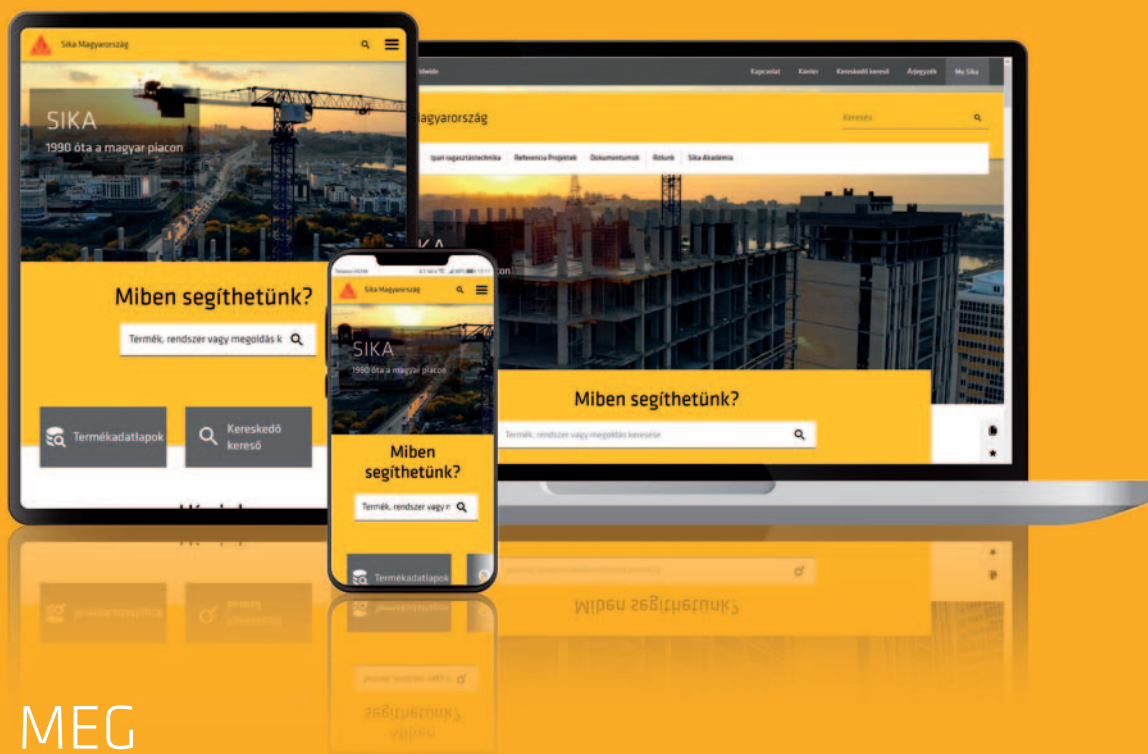 Sika Magyarország
SIKA
1990 óta a magyar piacon
Miben segíthetünk?
Termék, rendszer vagy megoldás k
Termékadatlapok
Kereskedő
kereső
Kapcsolat
Karrier
Kereskedő kereső
Árjegyzék
My Sika
agyarország
Keresés
Ipari ragasztástechnika
Referencia Projektek
Dokumentumok
Rólunk
Sika Akadémia
Miben segíthetünk?
Termék, rendszer vagy megoldás keresése
Sika Magyarország
SIKA
1990 óta a magyar piacon
Miben
segíthetünk?
Termék, rendszer vagy m
Termékadatlapok
MEG